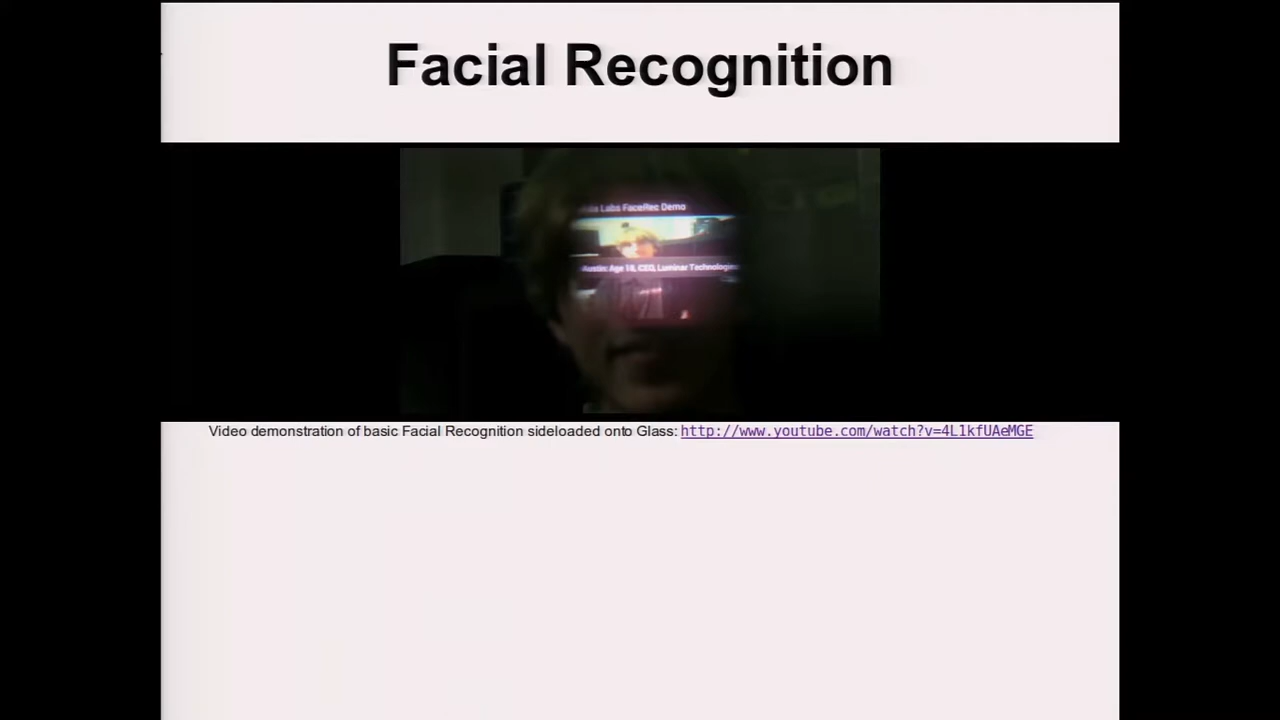 Facial Recognition
Labs FaceRec Demo
Austin: Age 18, CEO, Luminar Technologies
Video demonstration of basic Facial Recognition sideloaded onto Glass: http://www.youtube.com/watch?v=4L1kfUAeMGE